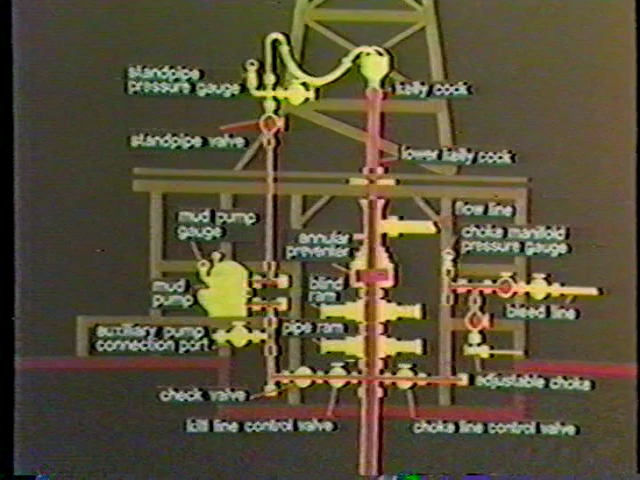 standpipe
pressure gauge
kelly cock
standpipe valve
lower kelly cock
mud pump
gauge
flow line
choke manifold
pressure gauge
annular
preventer
mud
pump
blind
ram
bleed line
auxiliary pump
connection port
pipe ram
adjustable choke
check valve
kill line control valve
choke line control valve